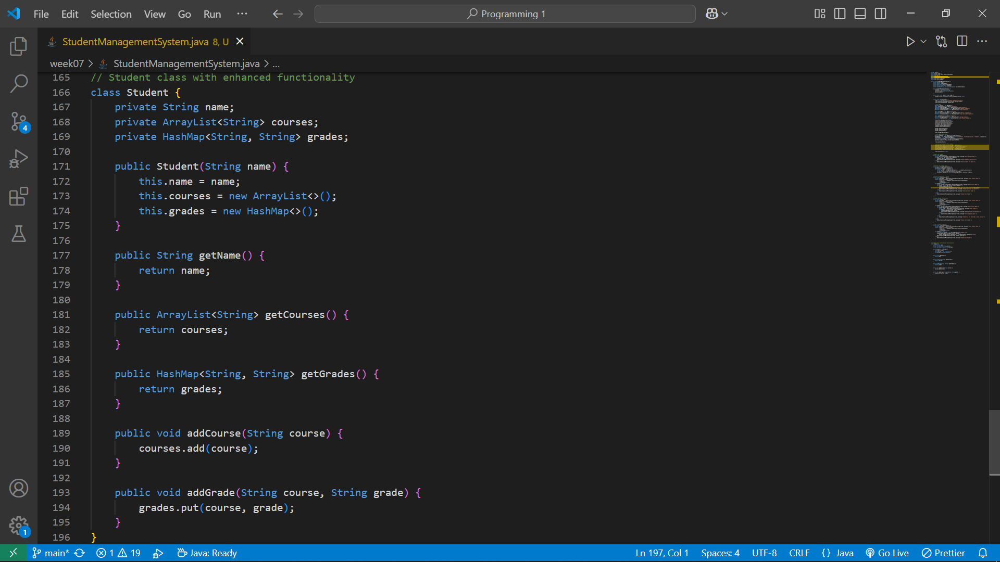 File Edit Selection View Go Run ··· Programming 1
StudentManagementSystem.java 8, U
week07 > StudentManagementSystem.java > ...
165 // Student class with enhanced functionality
166 class Student {
167 private String name;
168 private ArrayList<String> courses;
169 private HashMap<String, String> grades;
170
171 public Student(String name) {
172 this.name = name;
173 this.courses = new ArrayList<>();
174 this.grades = new HashMap<>();
175 }
176
177 public String getName() {
178 return name;
179 }
180
181 public ArrayList<String> getCourses() {
182 return courses;
183 }
184
185 public HashMap<String, String> getGrades() {
186 return grades;
187 }
188
189 public void addCourse(String course) {
190 courses.add(course);
191 }
192
193 public void addGrade(String course, String grade) {
194 grades.put(course, grade);
195 }
196 }
4
1
main* 1 19 Java: Ready Ln 197, Col 1 Spaces: 4 UTF-8 CRLF {} Java Go Live Prettier